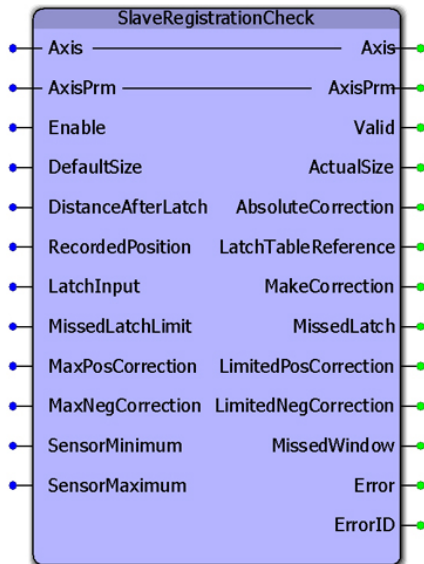 SlaveRegistrationCheck
Axis Axis
AxisPrm AxisPrm
Enable Valid
DefaultSize ActualSize
DistanceAfterLatch AbsoluteCorrection
RecordedPosition LatchTableReference
LatchInput MakeCorrection
MissedLatchLimit MissedLatch
MaxPosCorrection LimitedPosCorrection
MaxNegCorrection LimitedNegCorrection
SensorMinimum MissedWindow
SensorMaximum Error
ErrorID